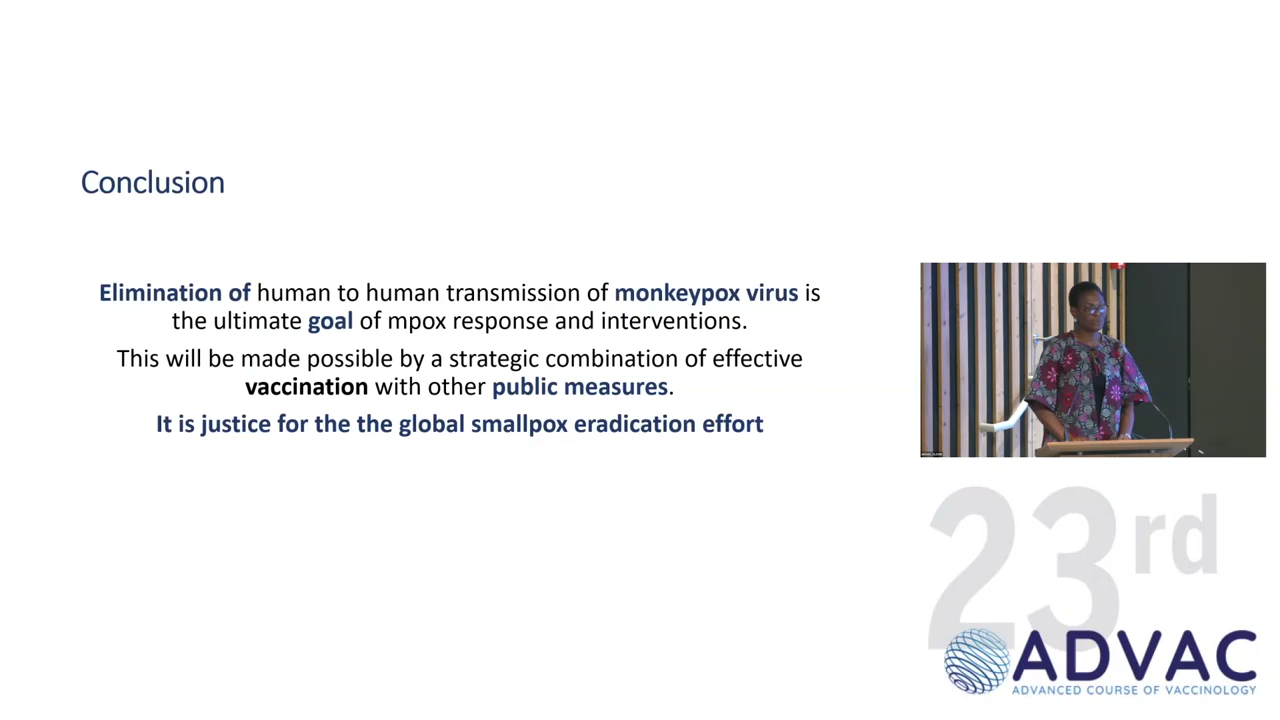 Conclusion
Elimination of human to human transmission of monkeypox virus is
the ultimate goal of mpox response and interventions.
This will be made possible by a strategic combination of effective
vaccination with other public measures.
It is justice for the the global smallpox eradication effort
23rd
ADVAC
ADVANCED COURSE OF VACCINOLOGY